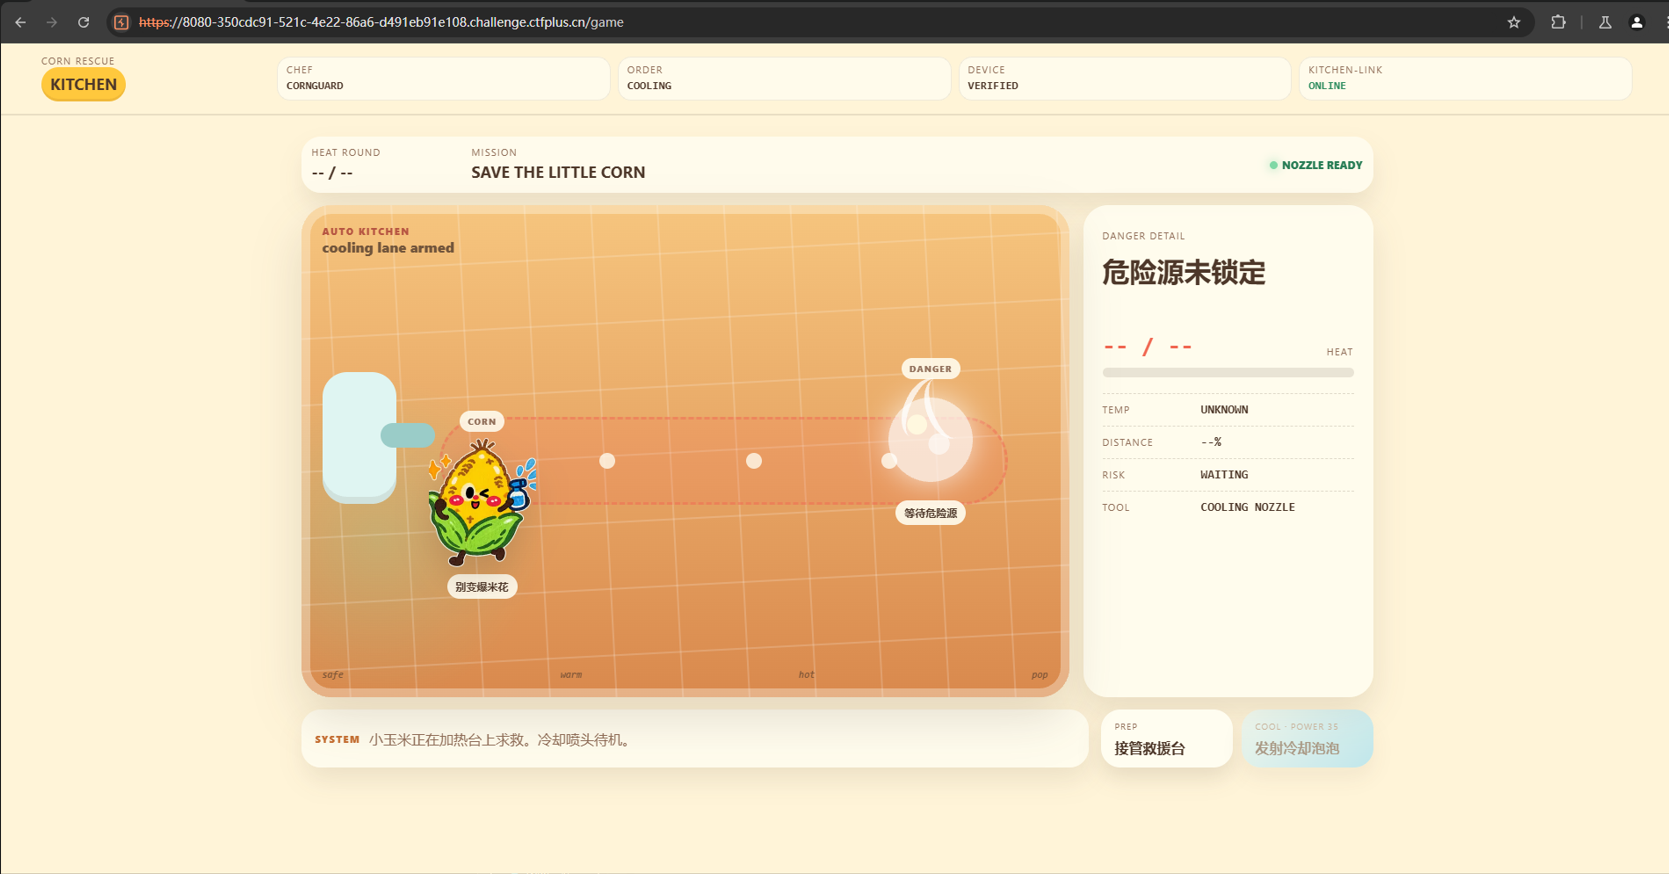 https://8080-350cdc91-521c-4e22-86a6-d491eb91e108.challenge.ctfplus.cn/game
CORN RESCUE
KITCHEN
CHEF
CORNGUARD
ORDER
COOLING
DEVICE
VERIFIED
KITCHEN-LINK
ONLINE
HEAT ROUND
-- / --
MISSION
SAVE THE LITTLE CORN
NOZZLE READY
AUTO KITCHEN
cooling lane armed
DANGER
CORN
等待危险源
别变爆米花
safe
warm
hot
pop
DANGER DETAIL
危险源未锁定
-- / --
HEAT
TEMP
UNKNOWN
DISTANCE
--%
RISK
WAITING
TOOL
COOLING NOZZLE
SYSTEM 小玉米正在加热台上求救。冷却喷头待机。
PREP
接管救援台
COOL · POWER 35
发射冷却泡泡